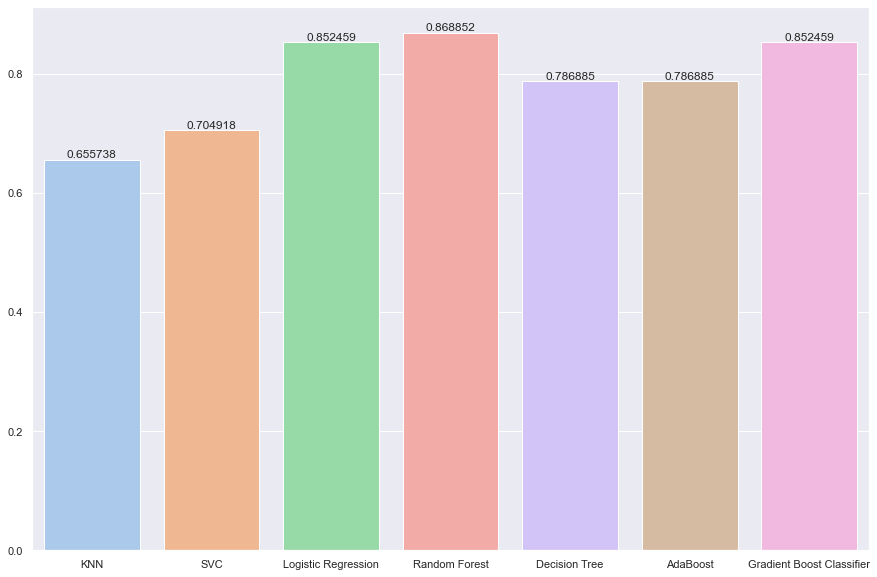 0.868852
0.852459
0.852459
0.8
0.786885
0.786885
0.704918
0.655738
0.6
0.4
0.2
0.0
KNN
SVC
Logistic Regression
Random Forest
Decision Tree
AdaBoost
Gradient Boost Classifier